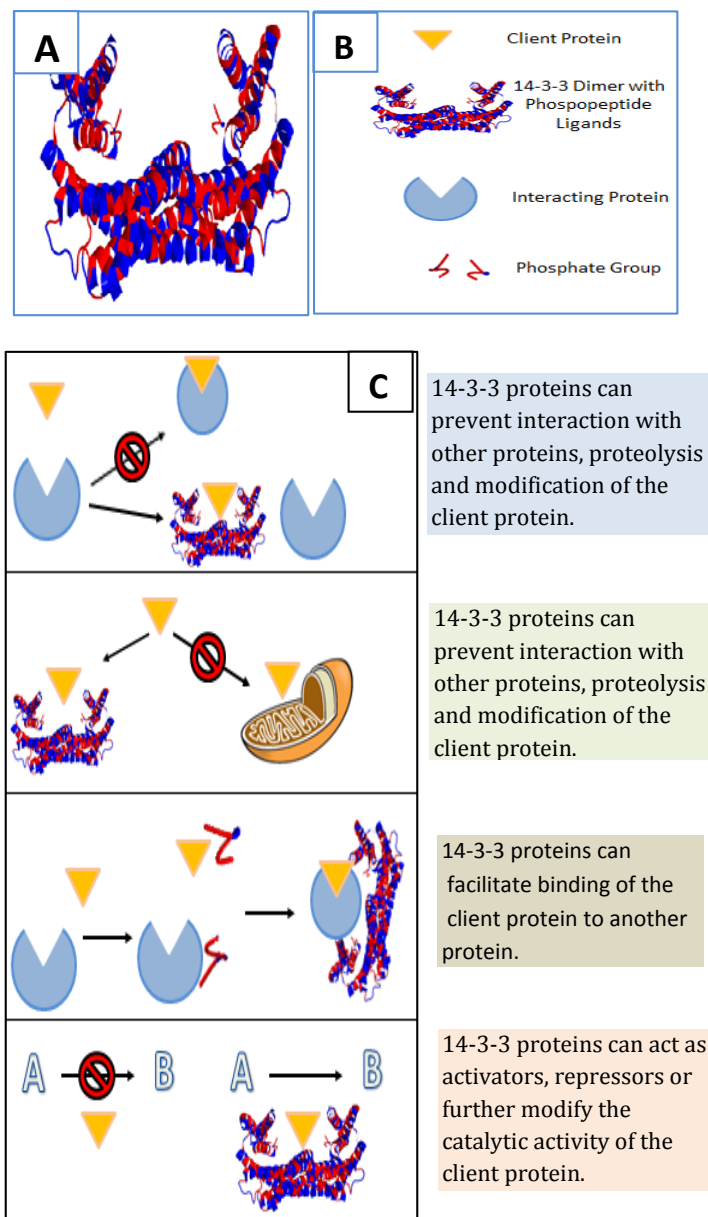 A
B
Client Protein
14-3-3 Dimer with
Phospopeptide
Ligands
Interacting Protein
Phosphate Group
C
14-3-3 proteins can
prevent interaction with
other proteins, proteolysis
and modification of the
client protein.
14-3-3 proteins can
prevent interaction with
other proteins, proteolysis
and modification of the
client protein.
14-3-3 proteins can
facilitate binding of the
client protein to another
protein.
A B A B
14-3-3 proteins can act as
activators, repressors or
further modify the
catalytic activity of the
client protein.